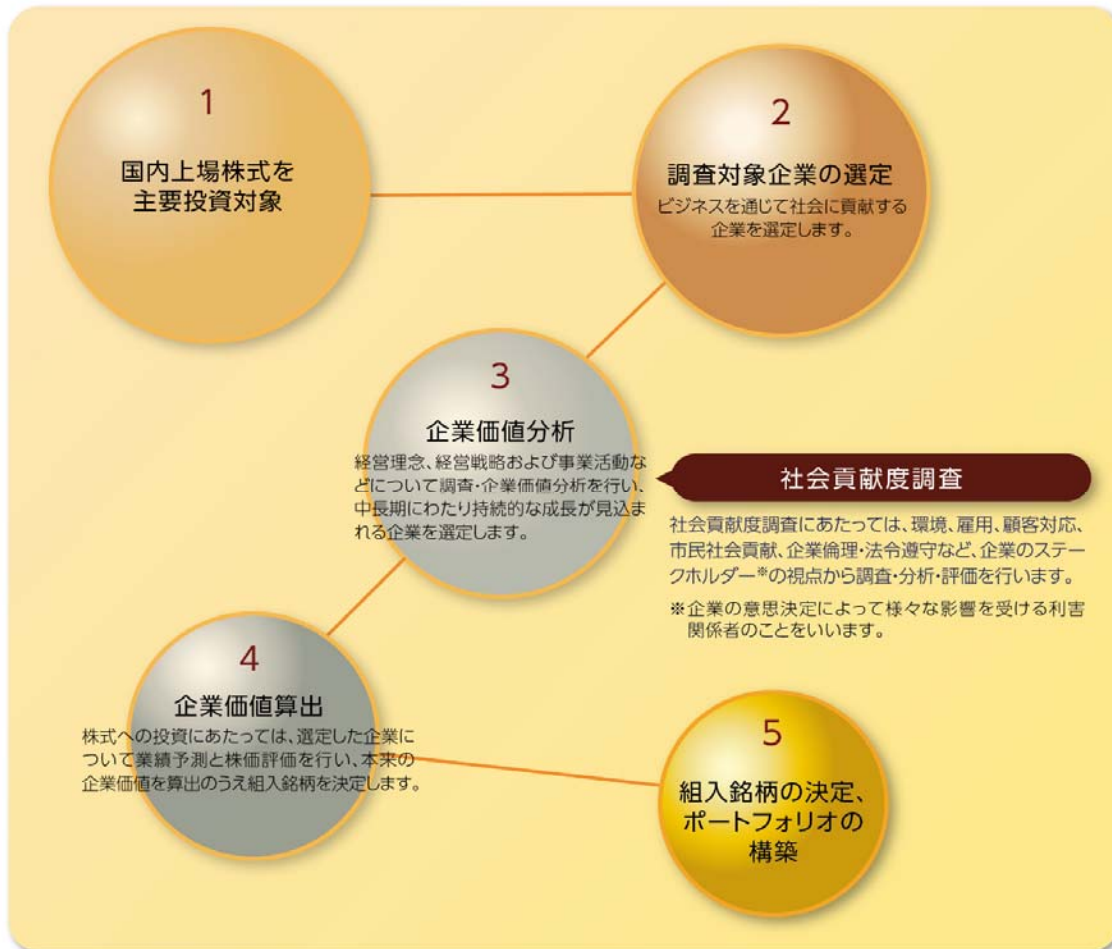 1
国内上場株式を
主要投資対象
2
調査対象企業の選定
ビジネスを通じて社会に貢献する
企業を選定します。
3
企業価値分析
経営理念、経営戦略および事業活動な
どについて調査・企業価値分析を行い、
中長期にわたり持続的な成長が見込ま
れる企業を選定します。
社会貢献度調査
社会貢献度調査にあたっては、環境、雇用、顧客対応、
市民社会貢献、企業倫理・法令遵守など、企業のステー
クホルダー※の視点から調査・分析・評価を行います。
※企業の意思決定によって様々な影響を受ける利害
関係者のことをいいます。
4
企業価値算出
株式への投資にあたっては、選定した企業に
ついて業績予測と株価評価を行い、本来の
企業価値を算出のうえ組入銘柄を決定します。
5
組入銘柄の決定、
ポートフォリオの
構築